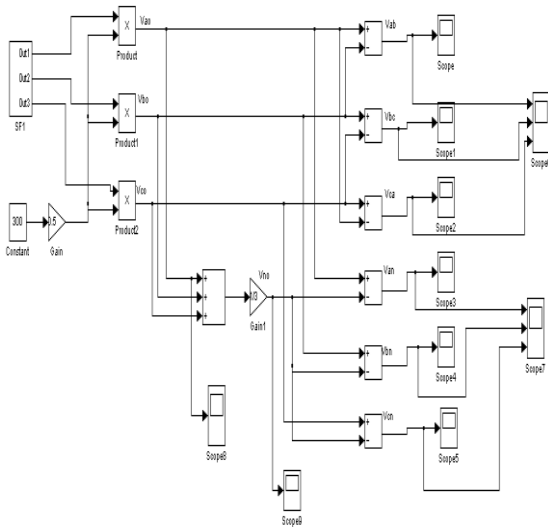 Vao
Product
Out1
Out2
Out3
SF1
Vbo
Product1
Vco
Product2
300
Constant
0.5
Gain
Vab
Scope
Vbc
Scope1
Vca
Scope2
Vno
1/3
Gain1
Van
Scope3
Vbn
Scope4
Scope7
Vcn
Scope5
Scope8
Scope9